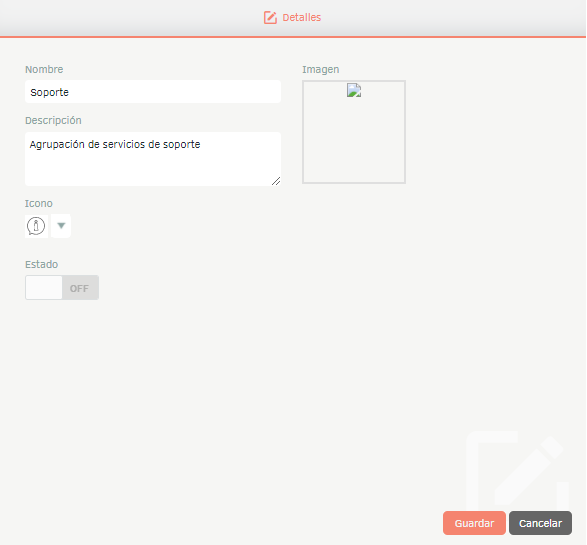 Detalles
Nombre
Soporte
Imagen
Descripción
Agrupación de servicios de soporte
Icono
Estado
OFF
Guardar
Cancelar